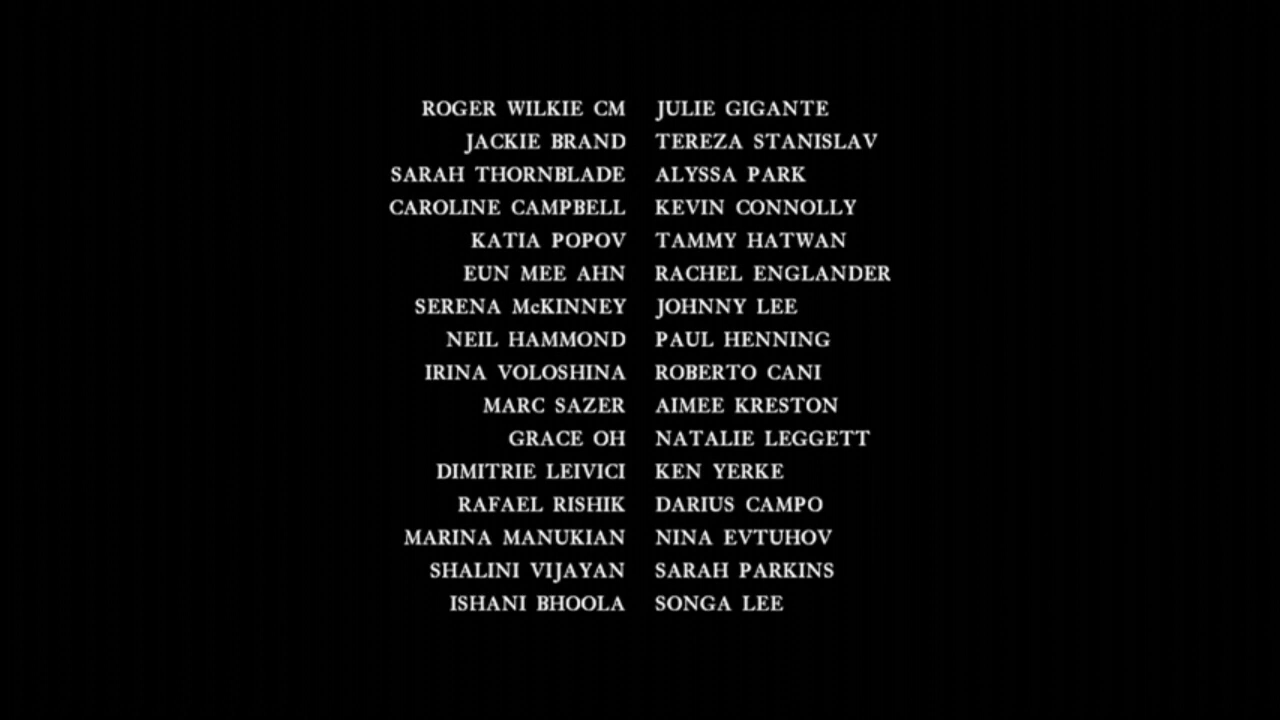 ROGER WILKIE CM JULIE GIGANTE
JACKIE BRAND TEREZA STANISLAV
SARAH THORNBLADE ALYSSA PARK
CAROLINE CAMPBELL KEVIN CONNOLLY
KATIA POPOV TAMMY HATWAN
EUN MEE AHN RACHEL ENGLANDER
SERENA McKINNEY JOHNNY LEE
NEIL HAMMOND PAUL HENNING
IRINA VOLOSHINA ROBERTO CANI
MARC SAZER AIMEE KRESTON
GRACE OH NATALIE LEGGETT
DIMITRIE LEIVICI KEN YERKE
RAFAEL RISHIK DARIUS CAMPO
MARINA MANUKIAN NINA EVTUHOV
SHALINI VIJAYAN SARAH PARKINS
ISHANI BHOOLA SONGA LEE